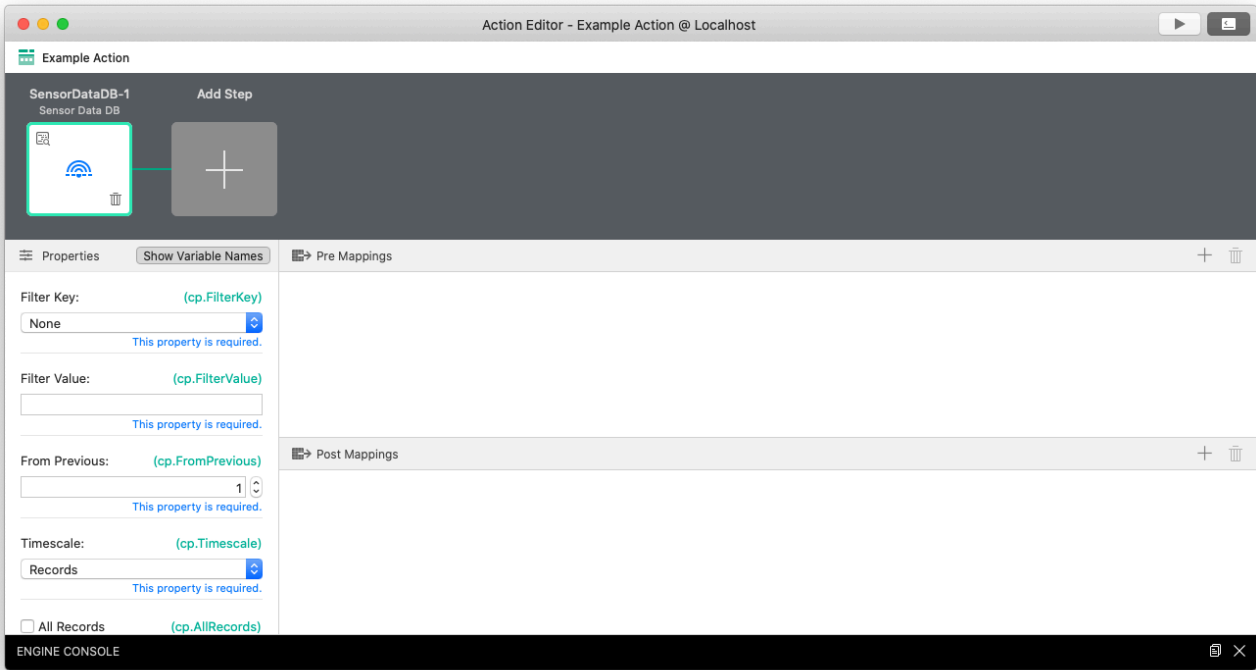 Action Editor - Example Action @ Localhost
Example Action
SensorDataDB-1
Sensor Data DB
Add Step
Properties
Show Variable Names
Filter Key: (cp.FilterKey)
None
This property is required.
Filter Value: (cp.FilterValue)
This property is required.
From Previous: (cp.FromPrevious)
1
This property is required.
Timescale: (cp.Timescale)
Records
This property is required.
All Records (cp.AllRecords)
Pre Mappings
Post Mappings
ENGINE CONSOLE